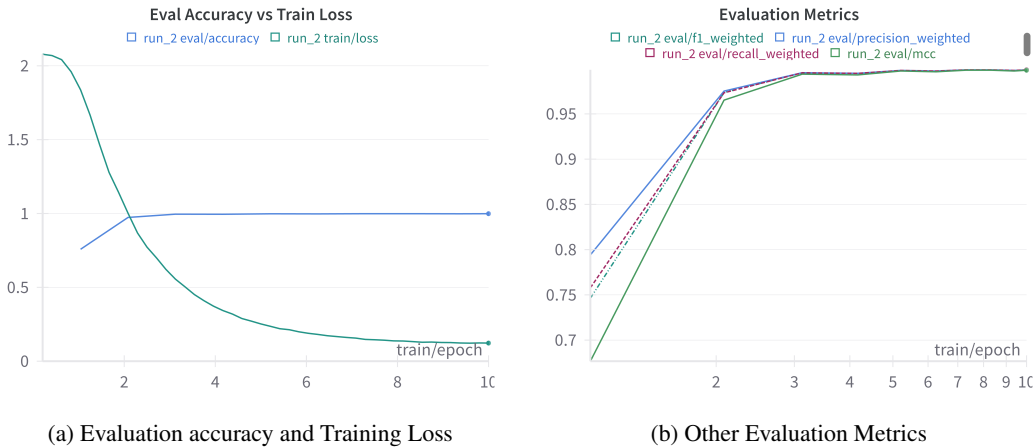 Eval Accuracy vs Train Loss
run_2 eval/accuracy run_2 train/loss
2
1.5
1
0.5
0
train/epoch
2 4 6 8 10
(a) Evaluation accuracy and Training Loss
Evaluation Metrics
run_2 eval/f1_weighted run_2 eval/precision_weighted
run_2 eval/recall_weighted run_2 eval/mcc
0.95
0.9
0.85
0.8
0.75
0.7
train/epoch
2 3 4 5 6 7 8 9 10
(b) Other Evaluation Metrics